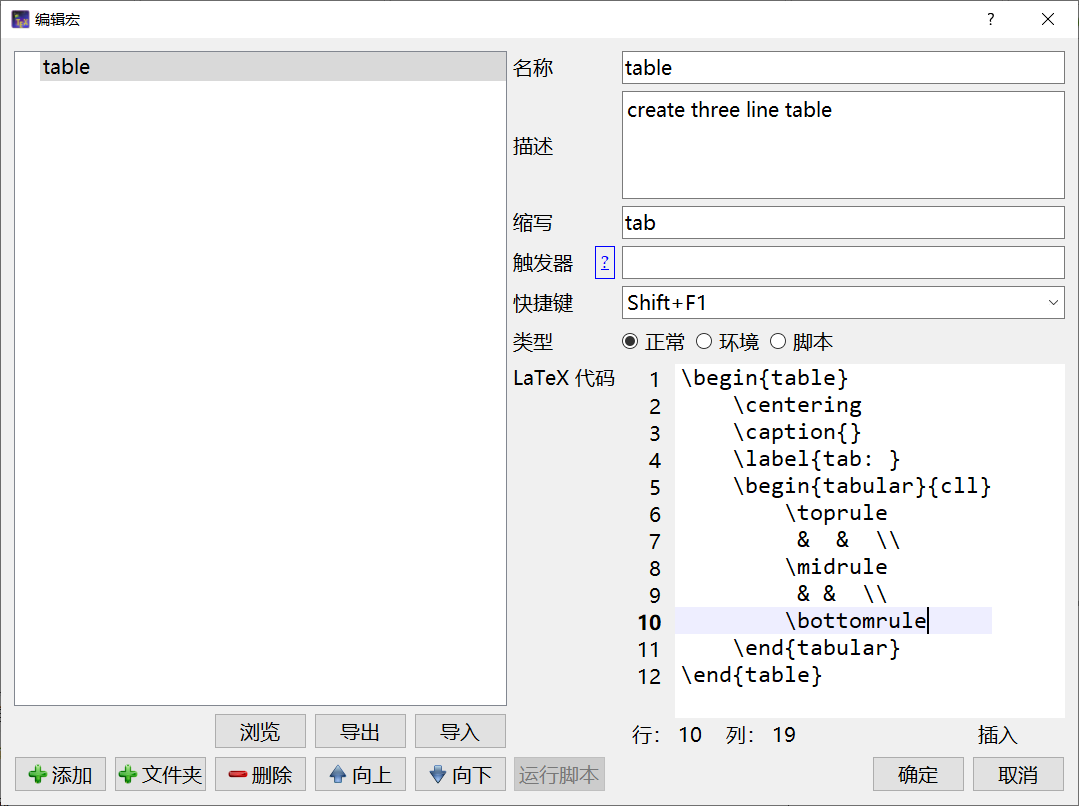 编辑宏
?
table
名称
table
描述
create three line table
缩写
tab
触发器
?
快捷键
Shift+F1
类型
正常 环境 脚本
LaTeX 代码
1 \begin{table}
2     \centering
3     \caption{}
4     \label{tab: }
5     \begin{tabular}{cll}
6         \toprule
7          &  &  \\
8         \midrule
9          & &  \\
10         \bottomrule
11     \end{tabular}
12 \end{table}
行: 10 列: 19 插入
浏览 导出 导入
添加 文件夹 删除 向上 向下 运行脚本 确定 取消